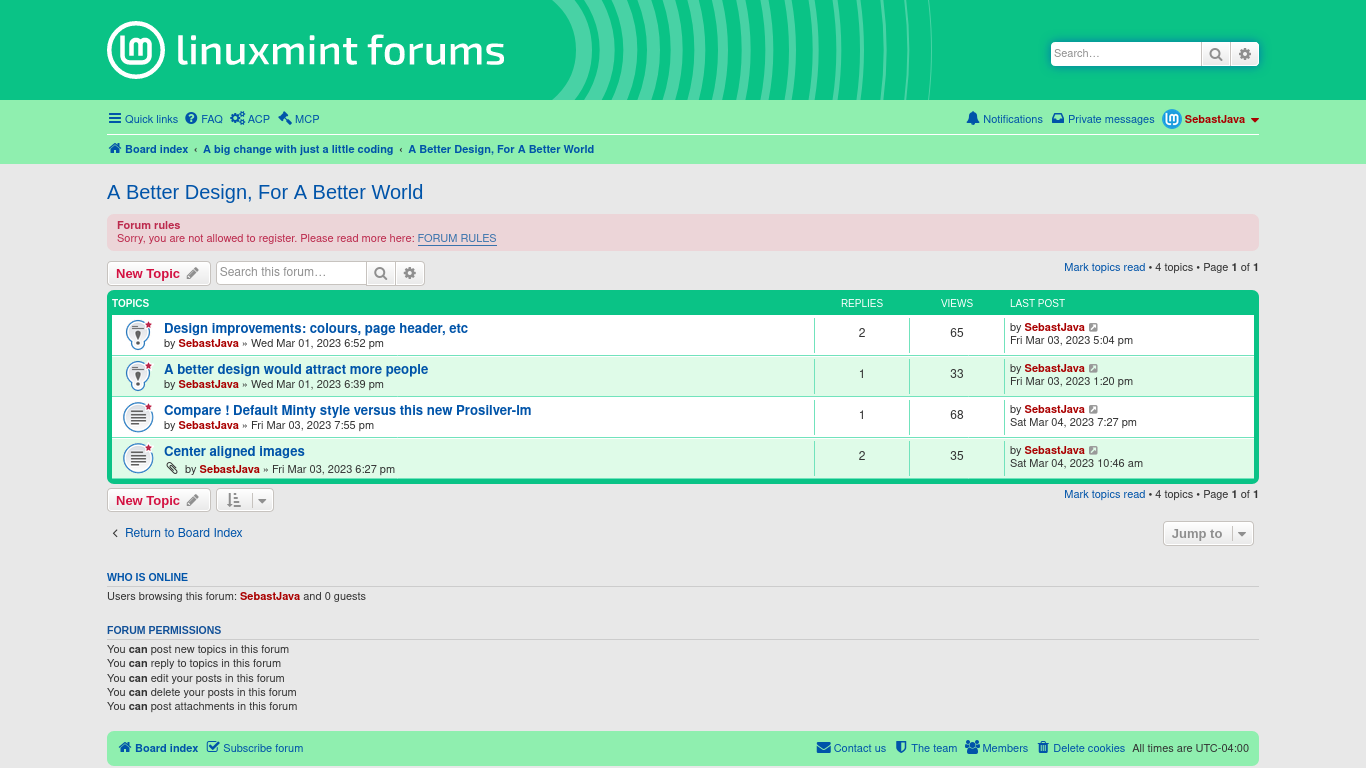 linuxmint forums
Search…
Quick links FAQ ACP MCP
Notifications Private messages SebastJava
Board index ‹ A big change with just a little coding ‹ A Better Design, For A Better World
A Better Design, For A Better World
Forum rules
Sorry, you are not allowed to register. Please read more here: FORUM RULES
New Topic Search this forum…
Mark topics read • 4 topics • Page 1 of 1
TOPICS REPLIES VIEWS LAST POST
Design improvements: colours, page header, etc
by SebastJava » Wed Mar 01, 2023 6:52 pm
2 65
by SebastJava
Fri Mar 03, 2023 5:04 pm
A better design would attract more people
by SebastJava » Wed Mar 01, 2023 6:39 pm
1 33
by SebastJava
Fri Mar 03, 2023 1:20 pm
Compare ! Default Minty style versus this new Prosilver-lm
by SebastJava » Fri Mar 03, 2023 7:55 pm
1 68
by SebastJava
Sat Mar 04, 2023 7:27 pm
Center aligned images
by SebastJava » Fri Mar 03, 2023 6:27 pm
2 35
by SebastJava
Sat Mar 04, 2023 10:46 am
New Topic
Mark topics read • 4 topics • Page 1 of 1
Return to Board Index
Jump to
WHO IS ONLINE
Users browsing this forum: SebastJava and 0 guests
FORUM PERMISSIONS
You can post new topics in this forum
You can reply to topics in this forum
You can edit your posts in this forum
You can delete your posts in this forum
You can post attachments in this forum
Board index Subscribe forum
Contact us The team Members Delete cookies All times are UTC-04:00